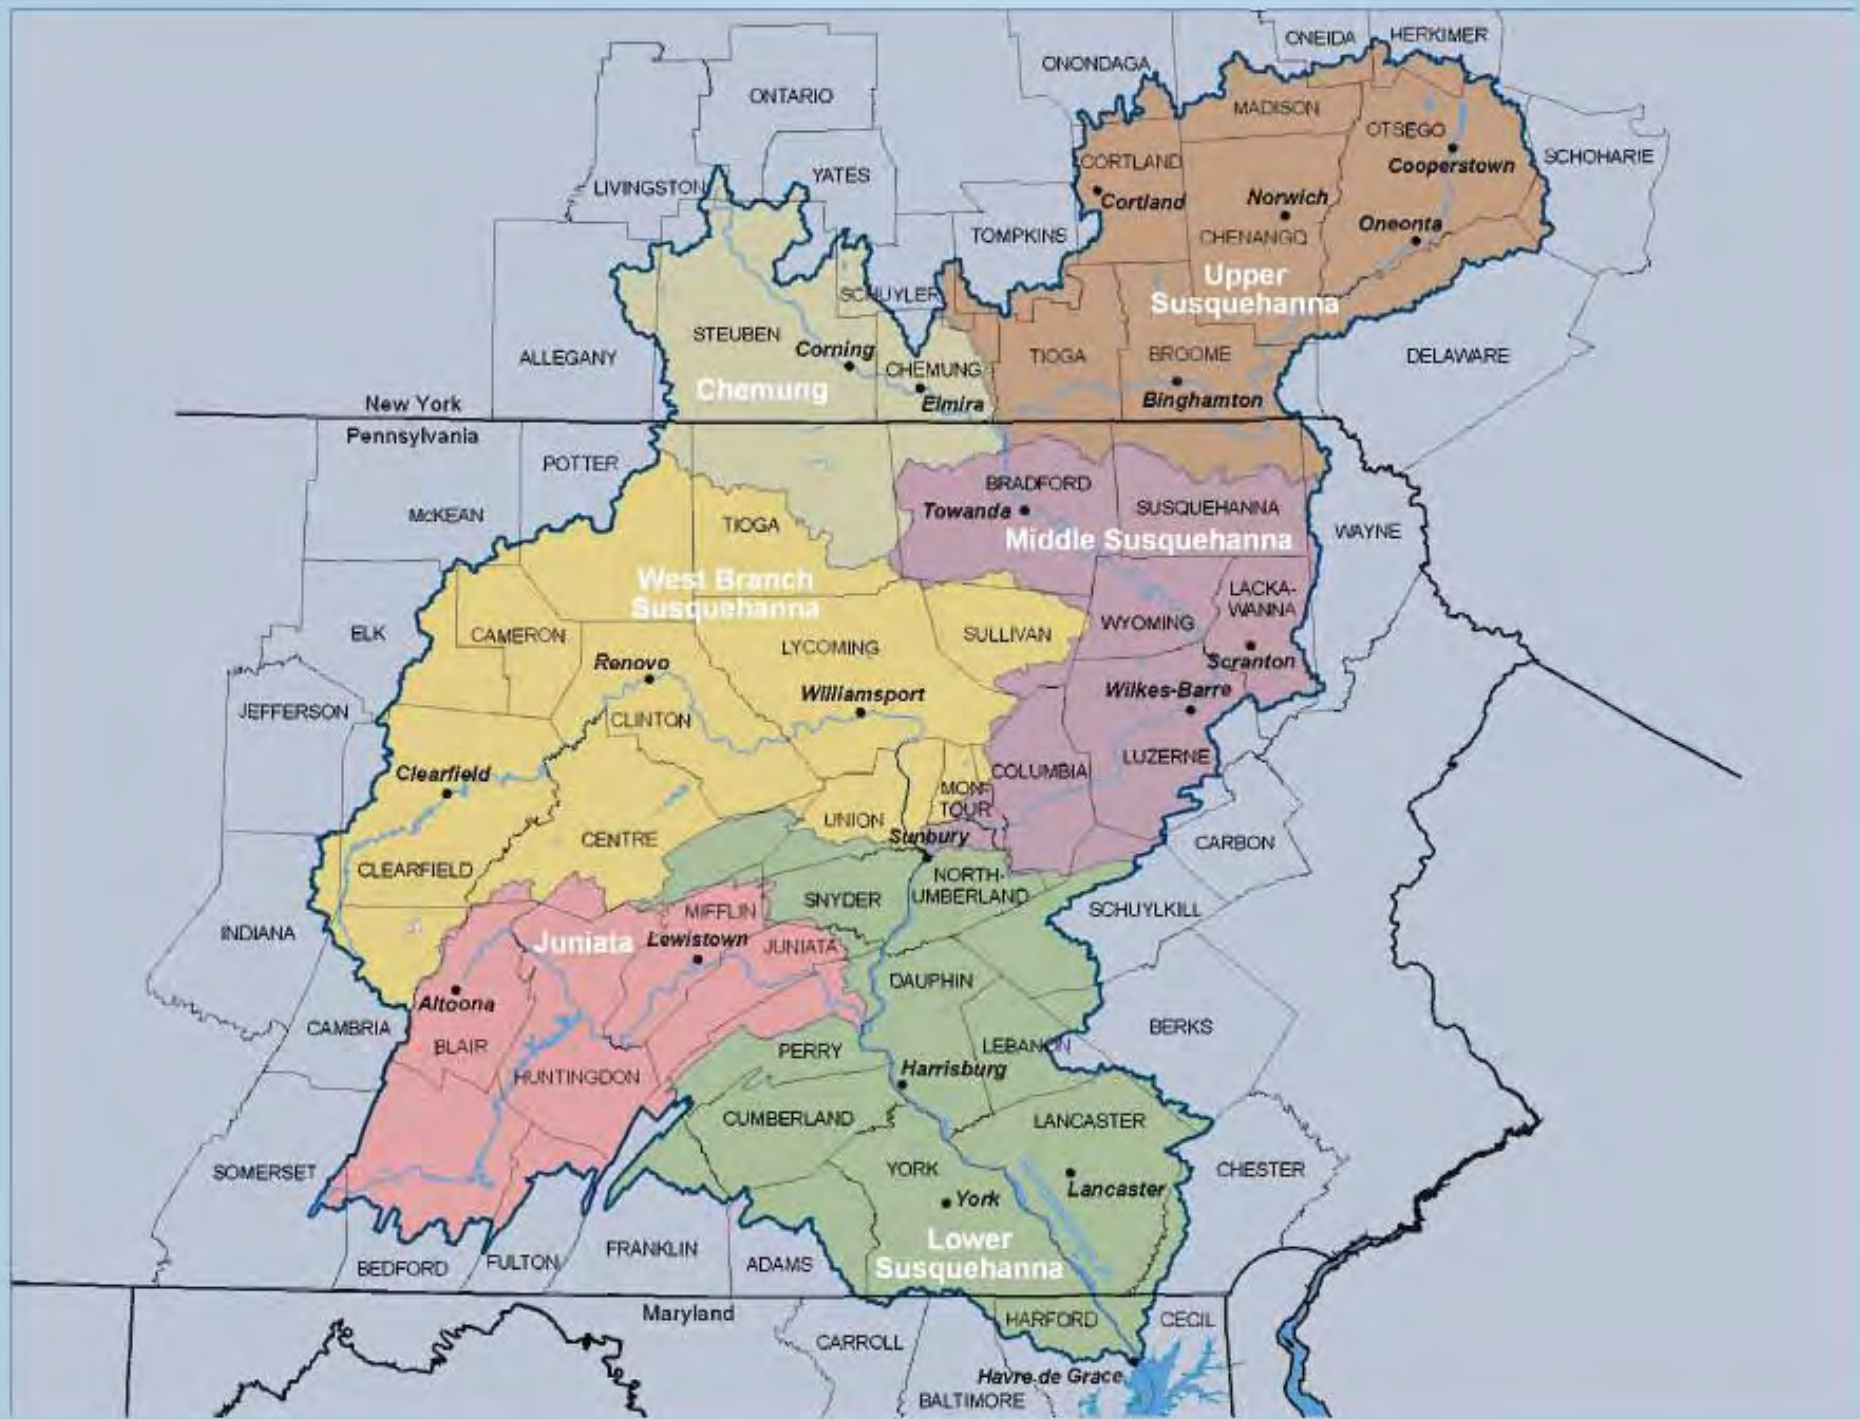 ONEIDA
HERKIMER
ONONDAGA
ONTARIO
MADISON
OTSEGO
CORTLAND
Cooperstown
SCHOHARIE
LIVINGSTON
YATES
Cortland
Norwich
TOMPKINS
CHENANGO
Oneonta
Upper
Susquehanna
SCHUYLER
STEUBEN
Corning
ALLEGANY
CHEMUNG
TIOGA
BROOME
DELAWARE
Chemung
Elmira
Binghamton
New York
Pennsylvania
POTTER
BRADFORD
McKEAN
Towanda
SUSQUEHANNA
TIOGA
WAYNE
Middle Susquehanna
West Branch
Susquehanna
LACKA-
WANNA
ELK
CAMERON
SULLIVAN
WYOMING
LYCOMING
Renovo
Scranton
Williamsport
Wilkes-Barre
JEFFERSON
CLINTON
LUZERNE
Clearfield
COLUMBIA
MON-
TOUR
UNION
Sunbury
CENTRE
CARBON
CLEARFIELD
NORTH-
UMBERLAND
SNYDER
SCHUYLKILL
MIFFLIN
INDIANA
Juniata
Lewistown
JUNIATA
DAUPHIN
Altoona
CAMBRIA
BERKS
BLAIR
PERRY
LEBANON
HUNTINGDON
Harrisburg
CUMBERLAND
LANCASTER
SOMERSET
YORK
CHESTER
York
Lancaster
Lower
Susquehanna
BEDFORD
FULTON
FRANKLIN
ADAMS
Maryland
HARFORD
CECIL
CARROLL
Havre de Grace
BALTIMORE